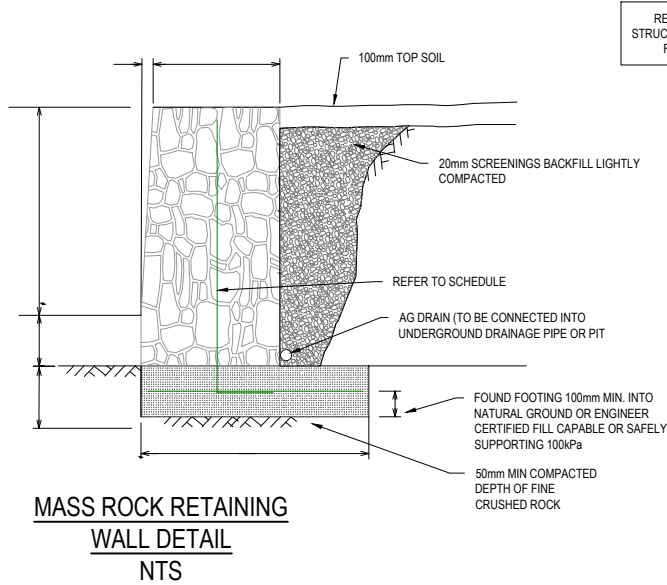 RE
STRUC
F
100mm TOP SOIL
20mm SCREENINGS BACKFILL LIGHTLY
COMPACTED
REFER TO SCHEDULE
AG DRAIN (TO BE CONNECTED INTO
UNDERGROUND DRAINAGE PIPE OR PIT
FOUND FOOTING 100mm MIN. INTO
NATURAL GROUND OR ENGINEER
CERTIFIED FILL CAPABLE OR SAFELY
SUPPORTING 100kPa
50mm MIN COMPACTED
DEPTH OF FINE
CRUSHED ROCK
MASS ROCK RETAINING
WALL DETAIL
NTS